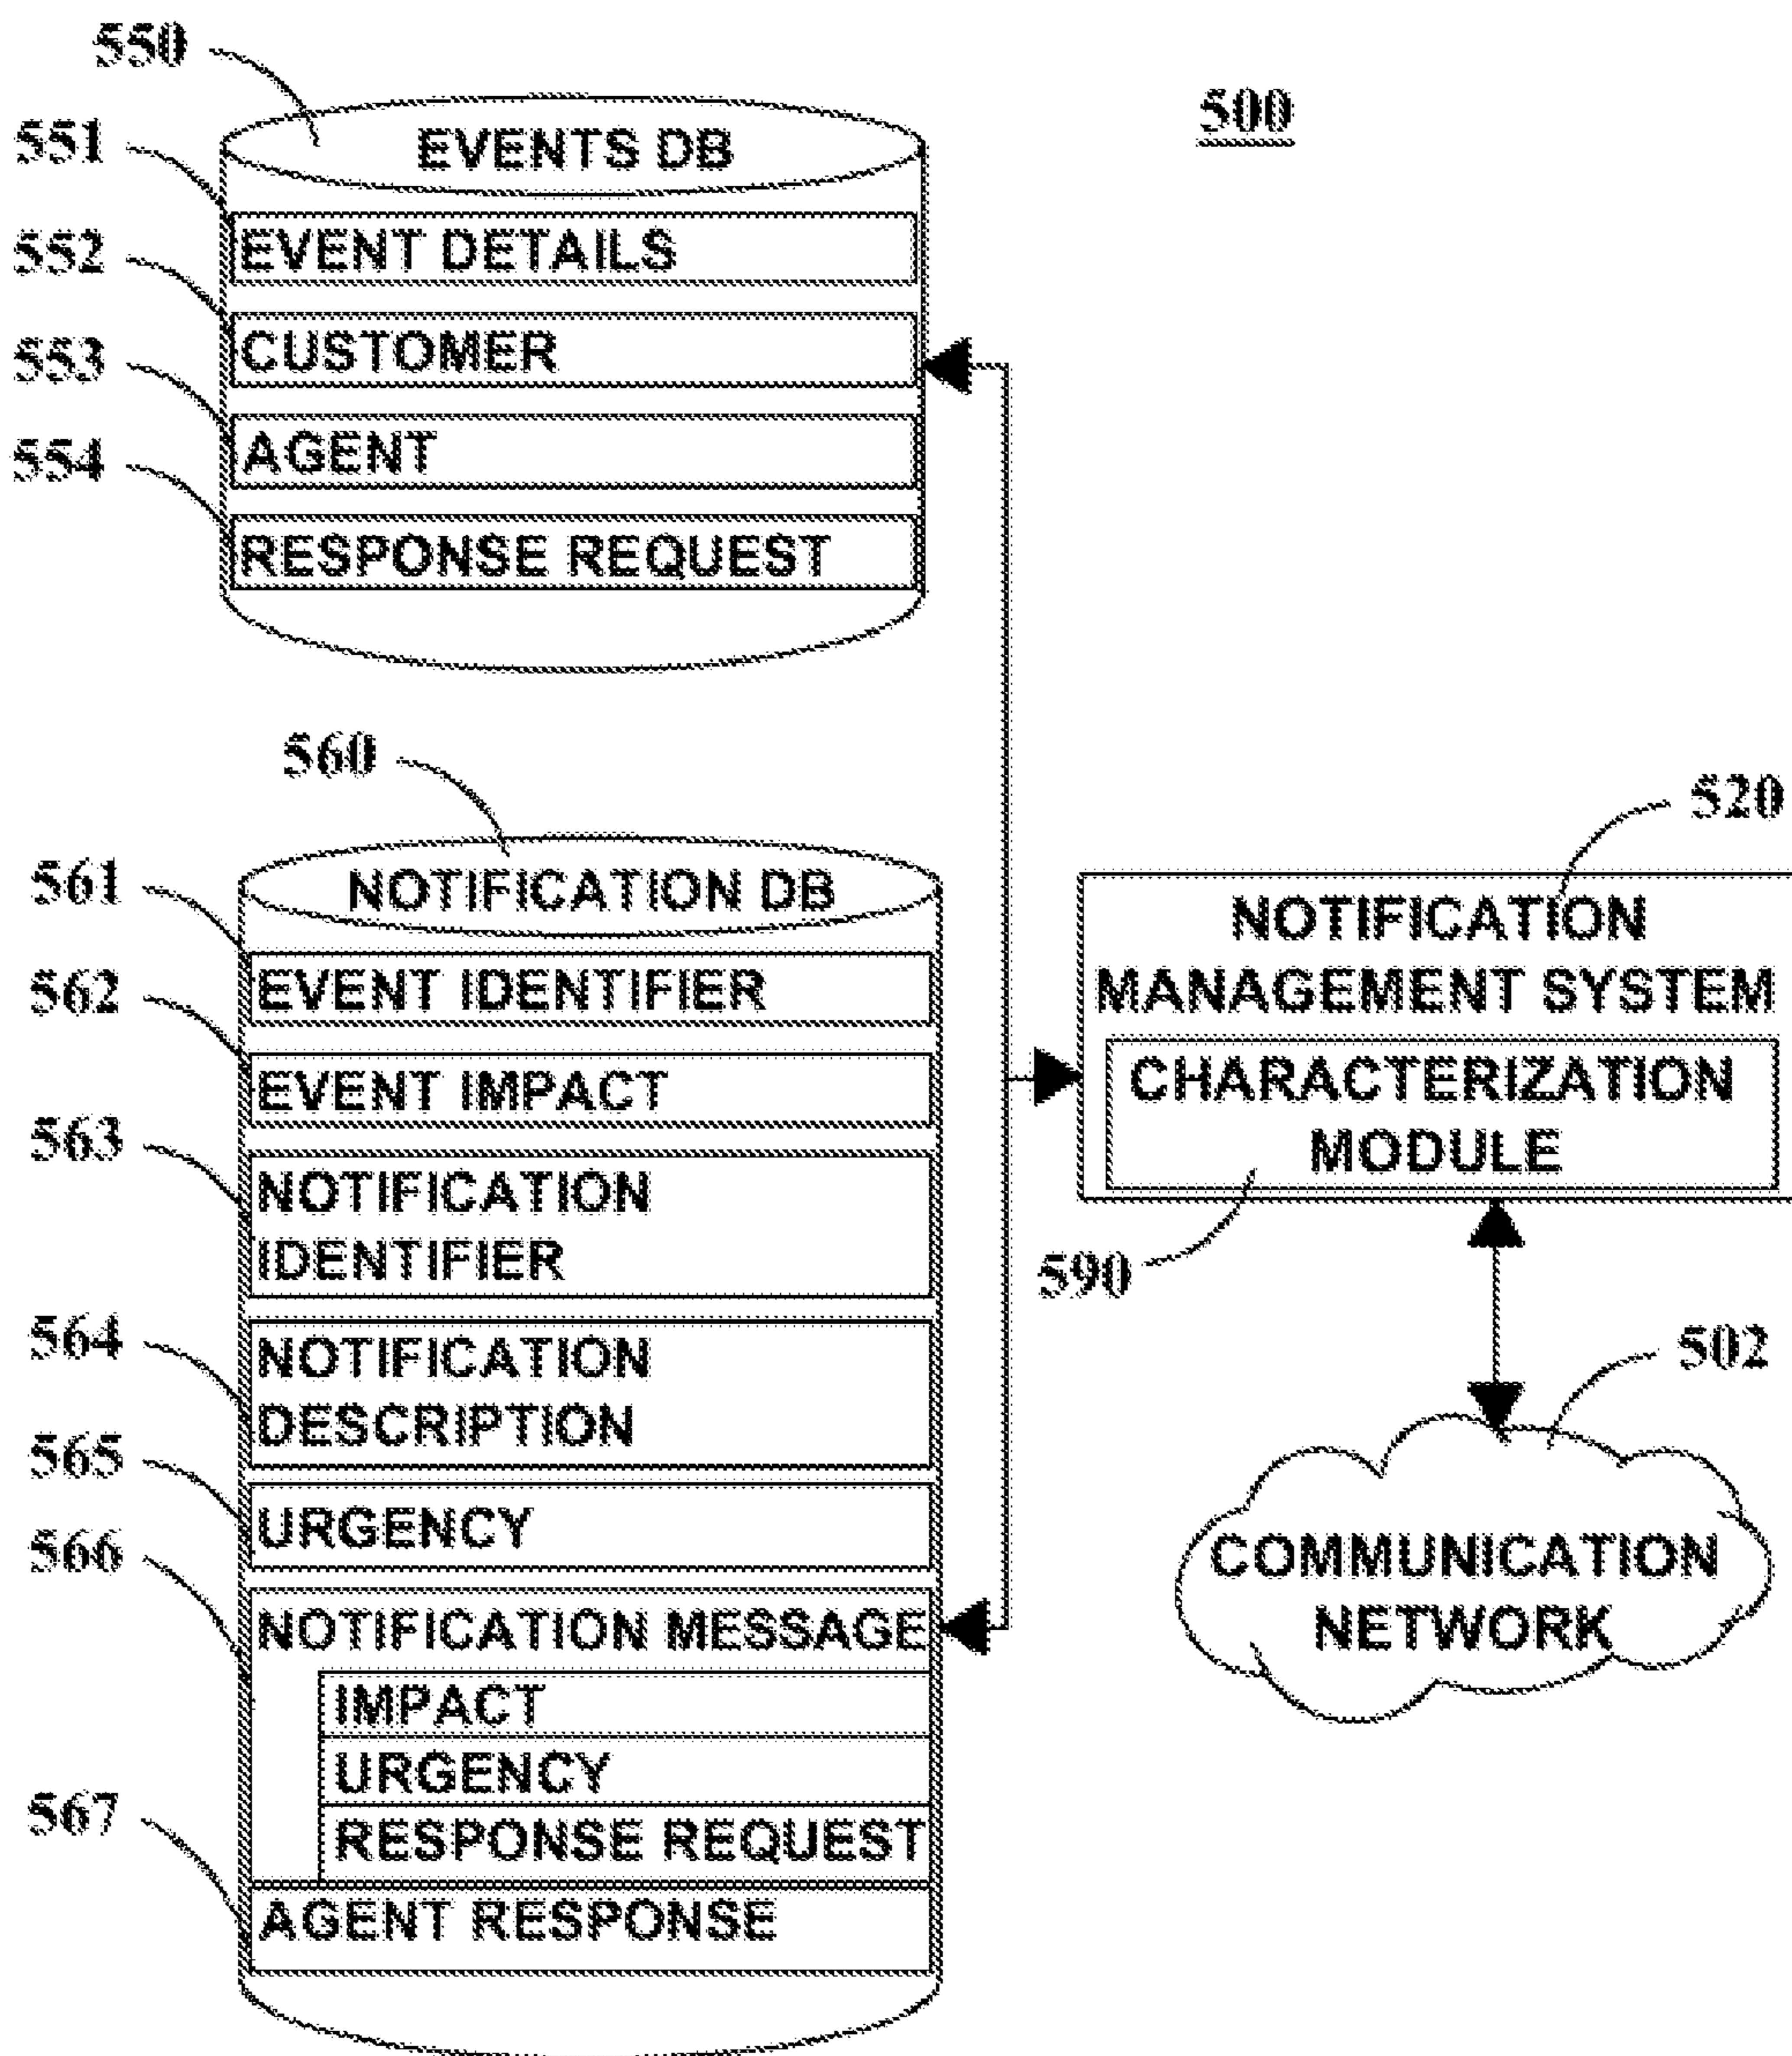 550
500
551
EVENTS DB
552
EVENT DETAILS
553
CUSTOMER
554
AGENT
RESPONSE REQUEST
560
520
561
NOTIFICATION DB
562
EVENT IDENTIFIER
563
EVENT IMPACT
NOTIFICATION
IDENTIFIER
564
NOTIFICATION
DESCRIPTION
565
URGENCY
566
NOTIFICATION MESSAGE
IMPACT
URGENCY
RESPONSE REQUEST
567
AGENT RESPONSE
NOTIFICATION
MANAGEMENT SYSTEM
CHARACTERIZATION
MODULE
590
502
COMMUNICATION
NETWORK